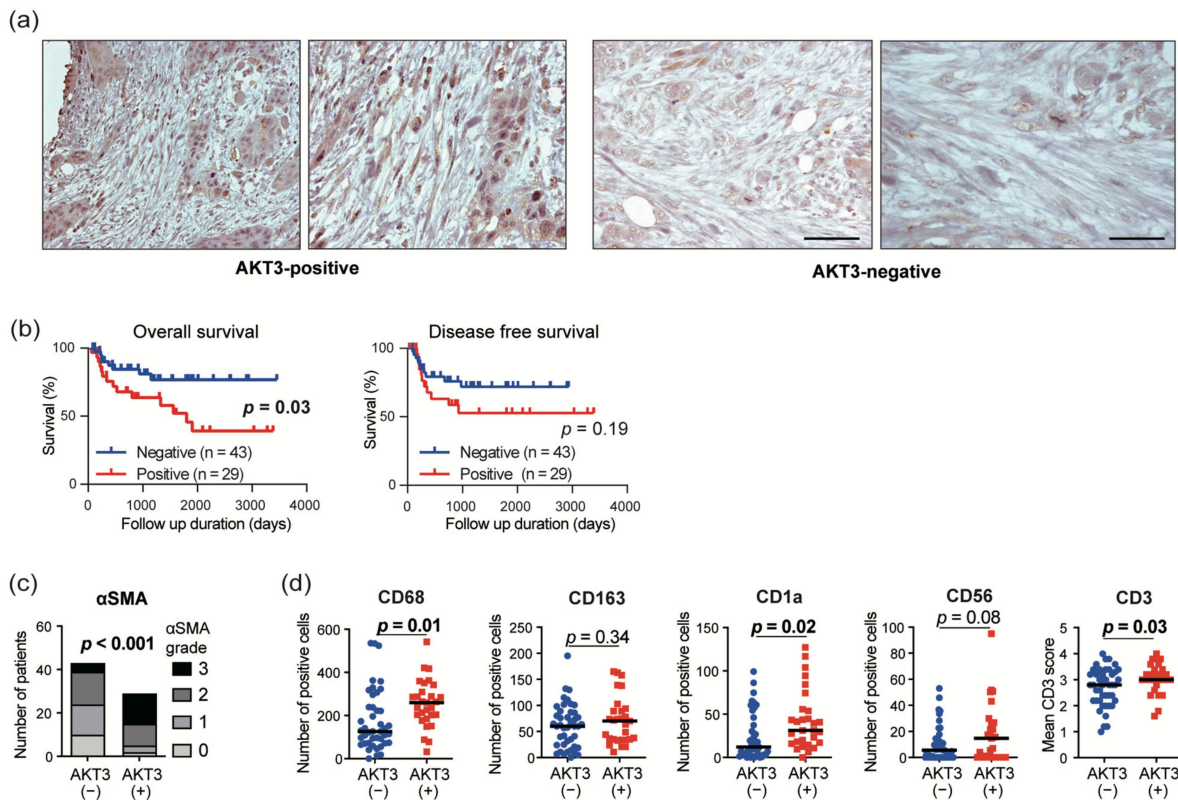 (a)
AKT3-positive
AKT3-negative
(b)
Overall survival
100
50
0
Survival (%)
p = 0.03
Negative (n = 43)
Positive (n = 29)
0 1000 2000 3000 4000
Follow up duration (days)
Disease free survival
100
50
0
Survival (%)
p = 0.19
Negative (n = 43)
Positive (n = 29)
0 1000 2000 3000 4000
Follow up duration (days)
(c)
αSMA
60
40
20
0
Number of patients
p < 0.001
αSMA
grade
3
2
1
0
AKT3 AKT3
(−) (+)
(d)
CD68
p = 0.01
600
400
200
0
Number of positive cells
AKT3 AKT3
(−) (+)
CD163
p = 0.34
250
200
150
100
50
0
Number of positive cells
AKT3 AKT3
(−) (+)
CD1a
p = 0.02
150
100
50
0
Number of positive cells
AKT3 AKT3
(−) (+)
CD56
p = 0.08
100
80
60
40
20
0
Number of positive cells
AKT3 AKT3
(−) (+)
CD3
p = 0.03
5
4
3
2
1
0
Mean CD3 score
AKT3 AKT3
(−) (+)